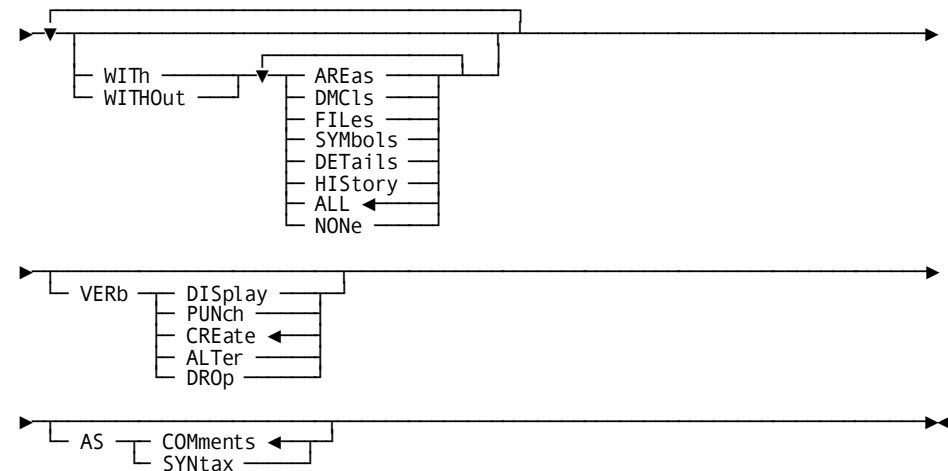 WITh AREas
WITHOut DMCls
FILes
SYMbols
DETails
HIStory
ALL
NONe
VERb DISplay
PUNch
CREate
ALTer
DROp
AS COMments
SYNtax